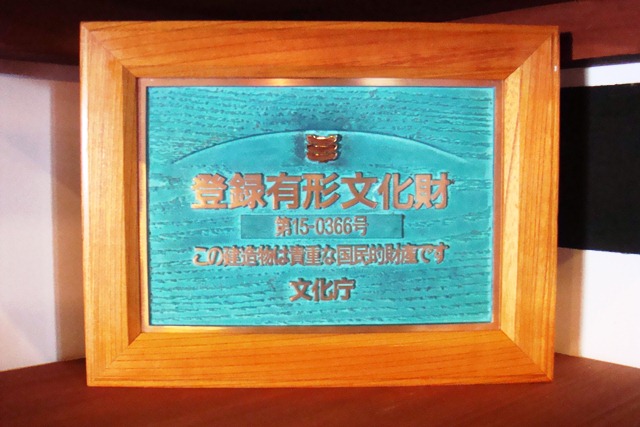 登録有形文化財
第15-0366号
この建造物は貴重な国民的財産です
文化庁